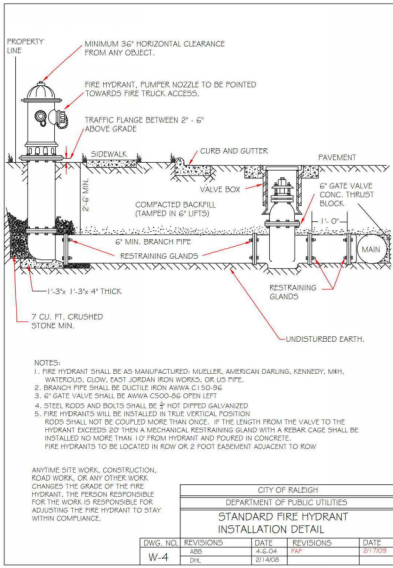 PROPERTY
LINE
MINIMUM 36" HORIZONTAL CLEARANCE
FROM ANY OBJECT.
FIRE HYDRANT, PUMPER NOZZLE TO BE POINTED
TOWARDS FIRE TRUCK ACCESS.
TRAFFIC FLANGE BETWEEN 2" - 6"
ABOVE GRADE
SIDEWALK
CURB AND GUTTER
PAVEMENT
2'-6" MIN.
VALVE BOX
6" GATE VALVE
CONC. THRUST
BLOCK.
COMPACTED BACKFILL
(TAMPED IN 6" LIFTS)
1'- 0"
6" MIN. BRANCH PIPE
RESTRAINING GLANDS
MAIN
1'-3"x 1'-3"x 4" THICK
RESTRAINING
GLANDS
7 CU. FT. CRUSHED
STONE MIN.
UNDISTURBED EARTH.
NOTES:
1. FIRE HYDRANT SHALL BE AS MANUFACTURED: MUELLER, AMERICAN DARLING, KENNEDY, M&H,
WATEROUS, CLOW, EAST JORDAN IRON WORKS, OR US PIPE.
2. BRANCH PIPE SHALL BE DUCTILE IRON AWWA C150-96
3. 6" GATE VALVE SHALL BE AWWA C500-86 OPEN LEFT
4. STEEL RODS AND BOLTS SHALL BE HOT DIPPED GALVANIZED
5. FIRE HYDRANTS WILL BE INSTALLED IN TRUE VERTICAL POSITION
RODS SHALL NOT BE COUPLED MORE THAN ONCE. IF THE LENGTH FROM THE VALVE TO THE
HYDRANT EXCEEDS 20' THEN A MECHANICAL RESTRAINING GLAND WITH A REBAR CAGE SHALL BE
INSTALLED NO MORE THAN 10' FROM HYDRANT AND POURED IN CONCRETE.
FIRE HYDRANTS TO BE LOCATED IN ROW OR 2 FOOT EASEMENT ADJACENT TO ROW
ANYTIME SITE WORK, CONSTRUCTION,
ROAD WORK, OR ANY OTHER WORK
CHANGES THE GRADE OF THE FIRE
HYDRANT, THE PERSON RESPONSIBLE
FOR THE WORK IS RESPONSIBLE FOR
ADJUSTING THE FIRE HYDRANT TO STAY
WITHIN COMPLIANCE.
CITY OF RALEIGH
DEPARTMENT OF PUBLIC UTILITIES
STANDARD FIRE HYDRANT
INSTALLATION DETAIL
DWG. NO. REVISIONS DATE REVISIONS DATE
W-4 ABB 4-6-04 PAP 2/17/09
DHL 2/14/08